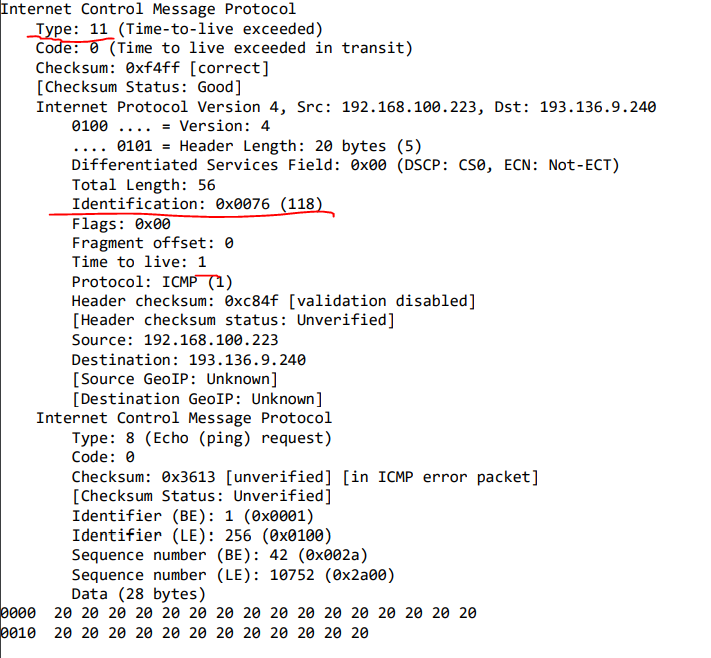 Internet Control Message Protocol
Type: 11 (Time-to-live exceeded)
Code: 0 (Time to live exceeded in transit)
Checksum: 0xf4ff [correct]
[Checksum Status: Good]
Internet Protocol Version 4, Src: 192.168.100.223, Dst: 193.136.9.240
0100 .... = Version: 4
.... 0101 = Header Length: 20 bytes (5)
Differentiated Services Field: 0x00 (DSCP: CS0, ECN: Not-ECT)
Total Length: 56
Identification: 0x0076 (118)
Flags: 0x00
Fragment offset: 0
Time to live: 1
Protocol: ICMP (1)
Header checksum: 0xc84f [validation disabled]
[Header checksum status: Unverified]
Source: 192.168.100.223
Destination: 193.136.9.240
[Source GeoIP: Unknown]
[Destination GeoIP: Unknown]
Internet Control Message Protocol
Type: 8 (Echo (ping) request)
Code: 0
Checksum: 0x3613 [unverified] [in ICMP error packet]
[Checksum Status: Unverified]
Identifier (BE): 1 (0x0001)
Identifier (LE): 256 (0x0100)
Sequence number (BE): 42 (0x002a)
Sequence number (LE): 10752 (0x2a00)
Data (28 bytes)
0000 20 20 20 20 20 20 20 20 20 20 20 20 20 20 20 20
0010 20 20 20 20 20 20 20 20 20 20 20 20